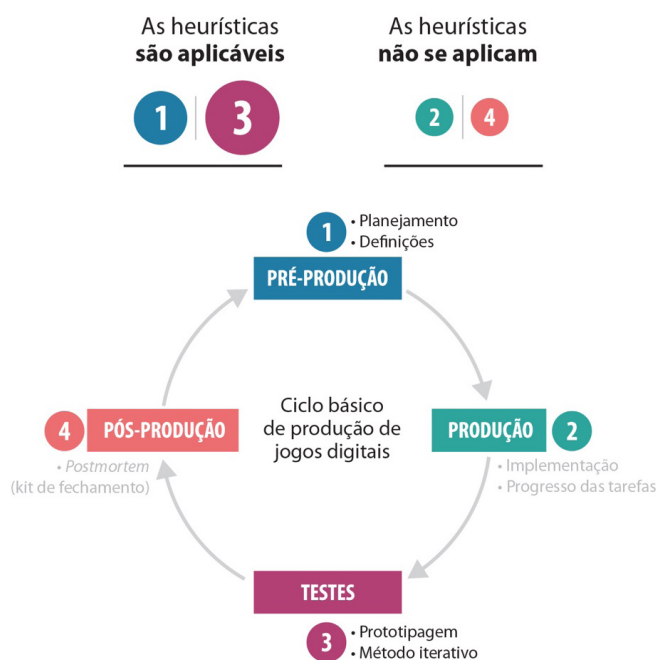 As heurísticas
são aplicáveis
1 3
As heurísticas
não se aplicam
2 4
1
• Planejamento
• Definições
PRÉ-PRODUÇÃO
Ciclo básico
de produção de
jogos digitais
PRODUÇÃO 2
• Implementação
• Progresso das tarefas
TESTES
3
• Prototipagem
• Método iterativo
4 PÓS-PRODUÇÃO
• Postmortem
(kit de fechamento)